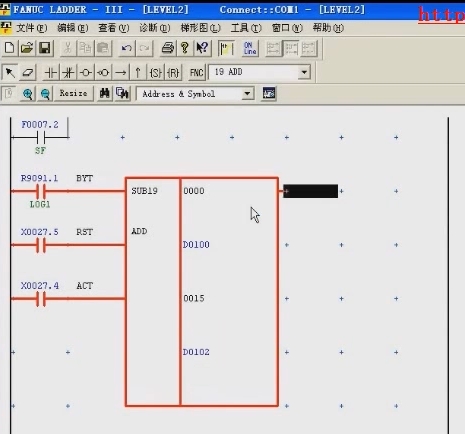 FANUC LADDER - III - [LEVEL2] Connect::COM1 - [LEVEL2]
http
文件(F) 编辑(E) 查看(V) 诊断(D) 梯形图(L) 工具(T) 窗口(W) 帮助(H)
ON Line
(S) (R) FNC 19 ADD
Resize Address & Symbol
F0007.2
SF
R9091.1 BYT SUB19 0000
LOG1
X0027.5 RST ADD D0100
X0027.4 ACT 0015
D0102